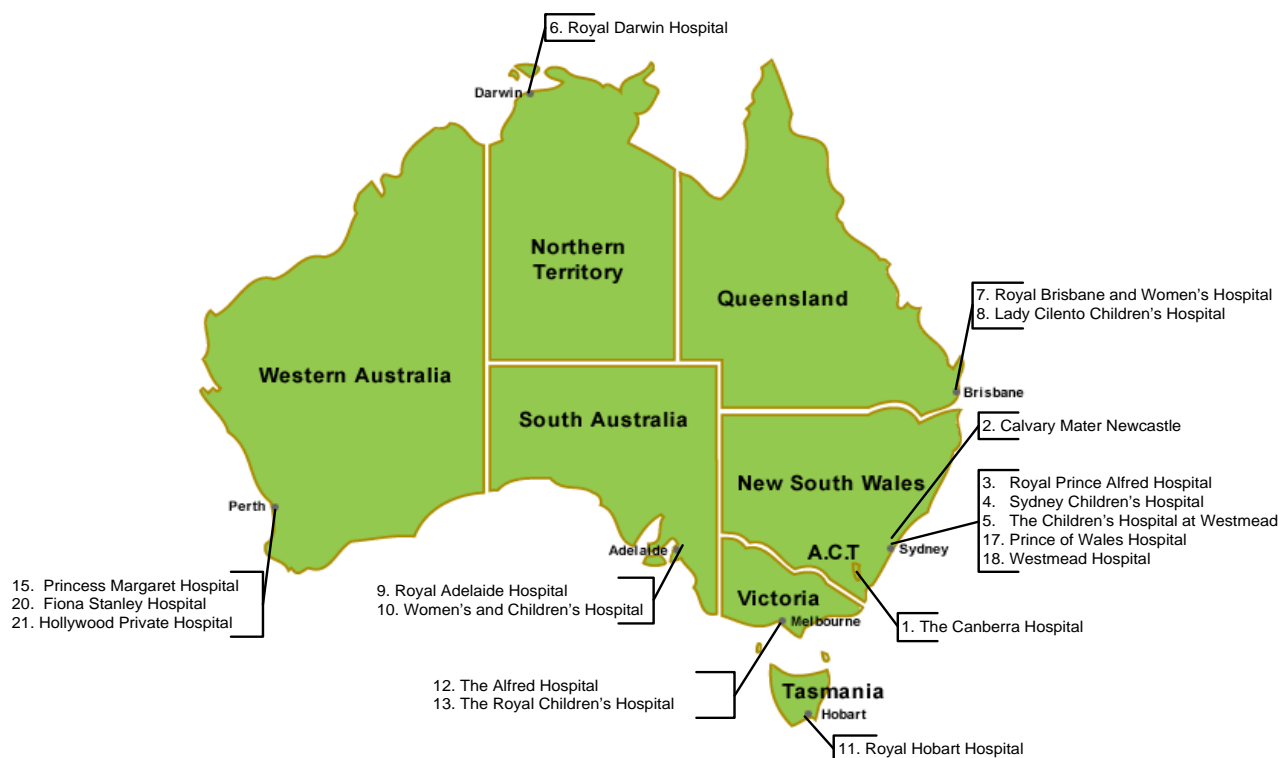 6. Royal Darwin Hospital
Darwin
Northern
Territory
Queensland
7. Royal Brisbane and Women's Hospital
8. Lady Cilento Children's Hospital
Western Australia
Brisbane
South Australia
2. Calvary Mater Newcastle
New South Wales
3. Royal Prince Alfred Hospital
4. Sydney Children's Hospital
5. The Children's Hospital at Westmead
17. Prince of Wales Hospital
18. Westmead Hospital
Perth
Adelaide
A.C.T
Sydney
15. Princess Margaret Hospital
20. Fiona Stanley Hospital
21. Hollywood Private Hospital
9. Royal Adelaide Hospital
10. Women's and Children's Hospital
Victoria
Melbourne
1. The Canberra Hospital
12. The Alfred Hospital
13. The Royal Children's Hospital
Tasmania
Hobart
11. Royal Hobart Hospital